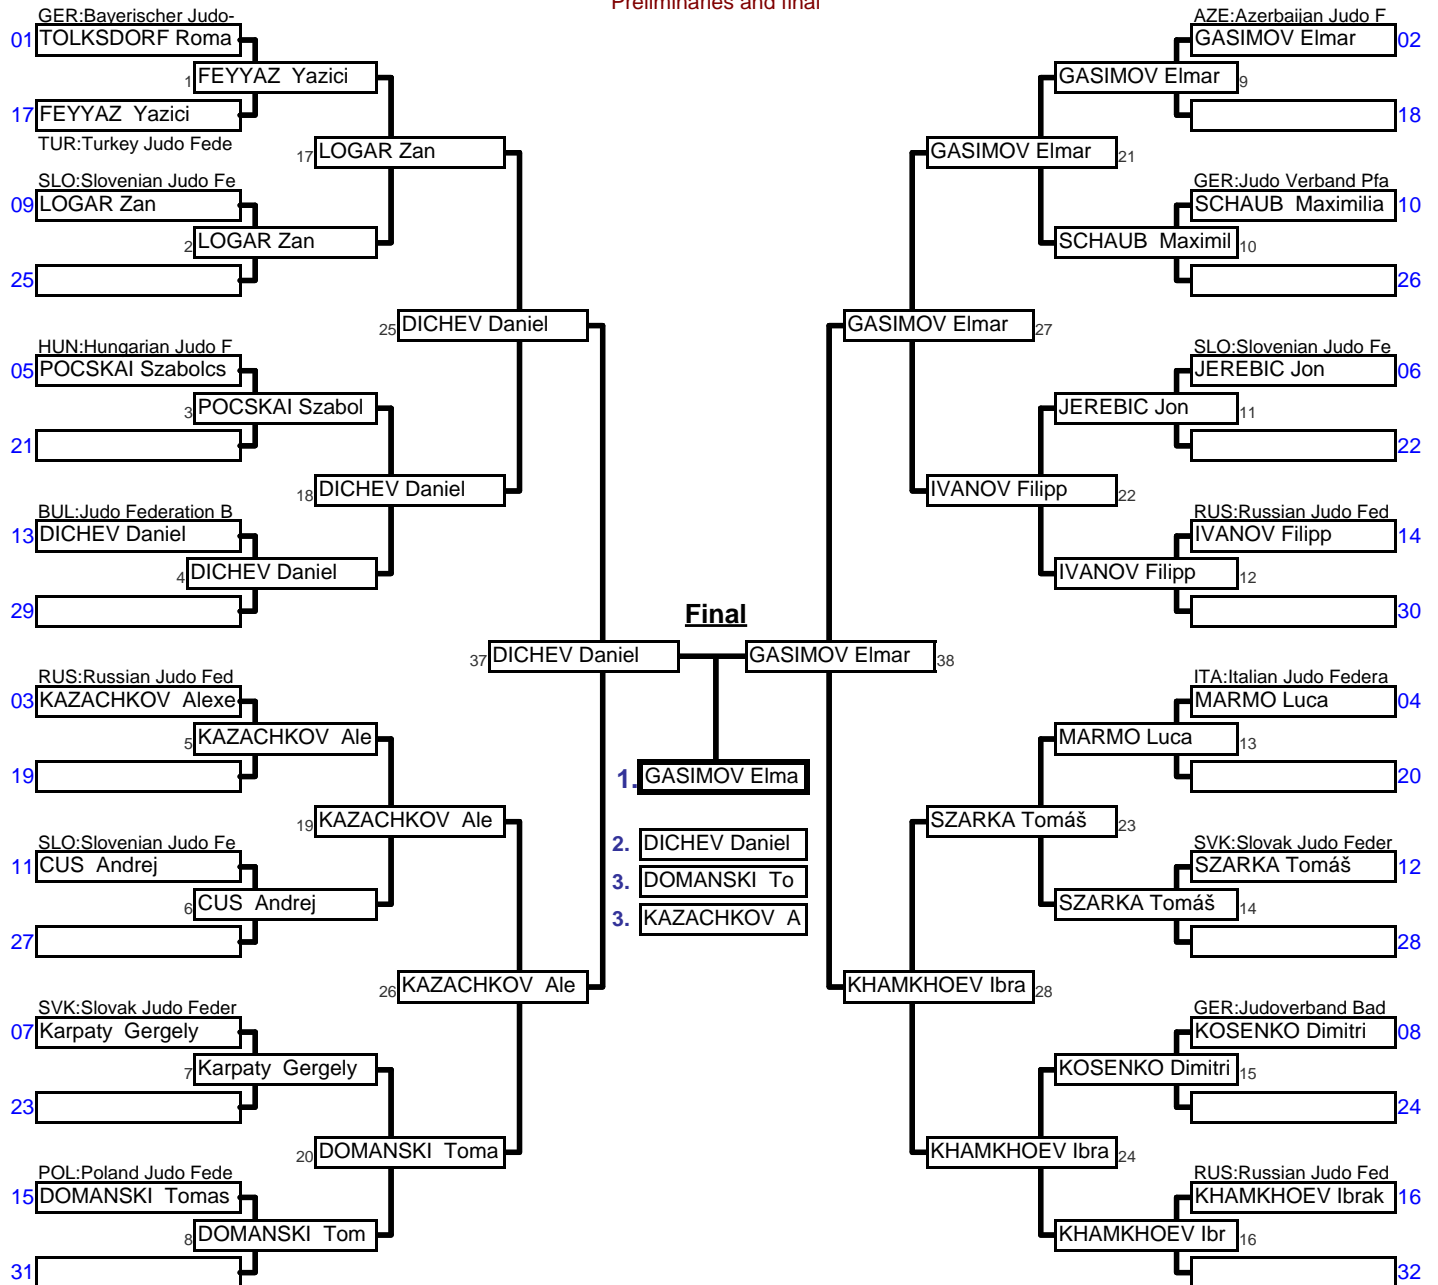 Preliminaries and final
GER:Bayerischer Judo-
01 TOLKSDORF Roma
1 FEYYAZ Yazici
17 FEYYAZ Yazici
TUR:Turkey Judo Fede
17 LOGAR Zan
SLO:Slovenian Judo Fe
09 LOGAR Zan
2 LOGAR Zan
25
25 DICHEV Daniel
HUN:Hungarian Judo F
05 POCSKAI Szabolcs
3 POCSKAI Szabol
21
18 DICHEV Daniel
BUL:Judo Federation B
13 DICHEV Daniel
4 DICHEV Daniel
29
37 DICHEV Daniel
RUS:Russian Judo Fed
03 KAZACHKOV Alexe
5 KAZACHKOV Ale
19
19 KAZACHKOV Ale
SLO:Slovenian Judo Fe
11 CUS Andrej
6 CUS Andrej
27
26 KAZACHKOV Ale
SVK:Slovak Judo Feder
07 Karpaty Gergely
7 Karpaty Gergely
23
20 DOMANSKI Toma
POL:Poland Judo Fede
15 DOMANSKI Tomas
8 DOMANSKI Tom
31
Final
1. GASIMOV Elma
2. DICHEV Daniel
3. DOMANSKI To
3. KAZACHKOV A
AZE:Azerbaijan Judo F
GASIMOV Elmar 02
GASIMOV Elmar 9
18
GASIMOV Elmar 21
GER:Judo Verband Pfa
SCHAUB Maximilia 10
SCHAUB Maximil 10
26
GASIMOV Elmar 27
SLO:Slovenian Judo Fe
JEREBIC Jon 06
JEREBIC Jon 11
22
IVANOV Filipp 22
RUS:Russian Judo Fed
IVANOV Filipp 14
IVANOV Filipp 12
30
GASIMOV Elmar 38
ITA:Italian Judo Federa
MARMO Luca 04
MARMO Luca 13
20
SZARKA Tomáš 23
SVK:Slovak Judo Feder
SZARKA Tomáš 12
SZARKA Tomáš 14
28
KHAMKHOEV Ibra 28
GER:Judoverband Bad
KOSENKO Dimitri 08
KOSENKO Dimitri 15
24
KHAMKHOEV Ibra 24
RUS:Russian Judo Fed
KHAMKHOEV Ibrak 16
KHAMKHOEV Ibr 16
32